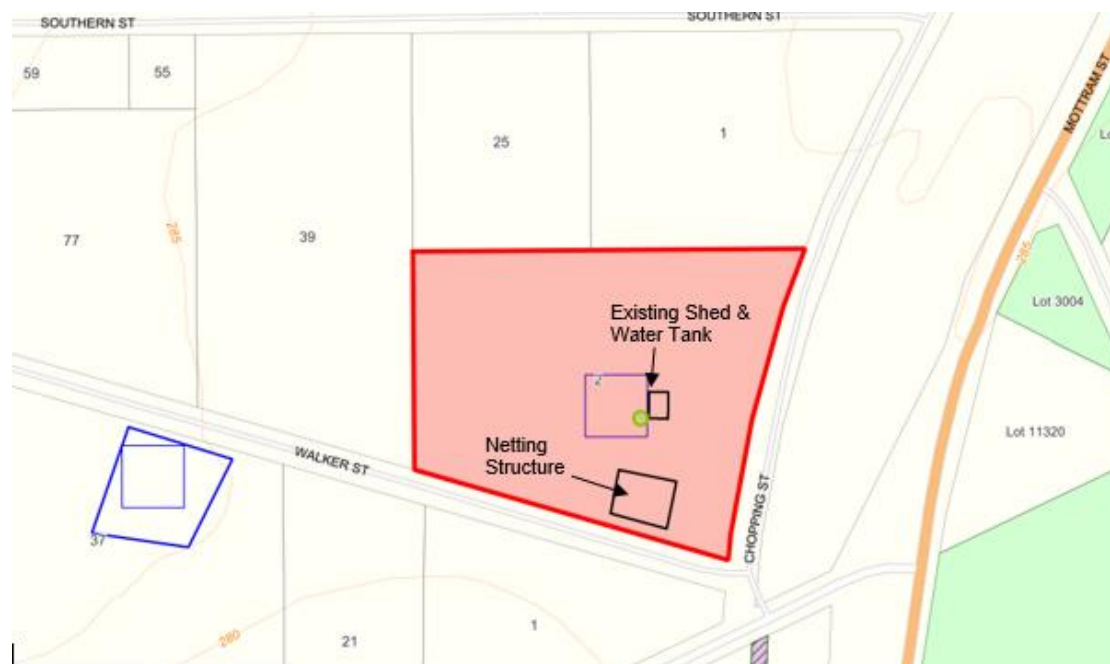 SOUTHERN ST
SOUTHERN ST
59
55
MOTTRAM ST
25
1
285
77
39
285
Lot 3004
Existing Shed &
Water Tank
2
Lot 11320
Netting
Structure
WALKER ST
CHOPPING ST
37
280
21
1